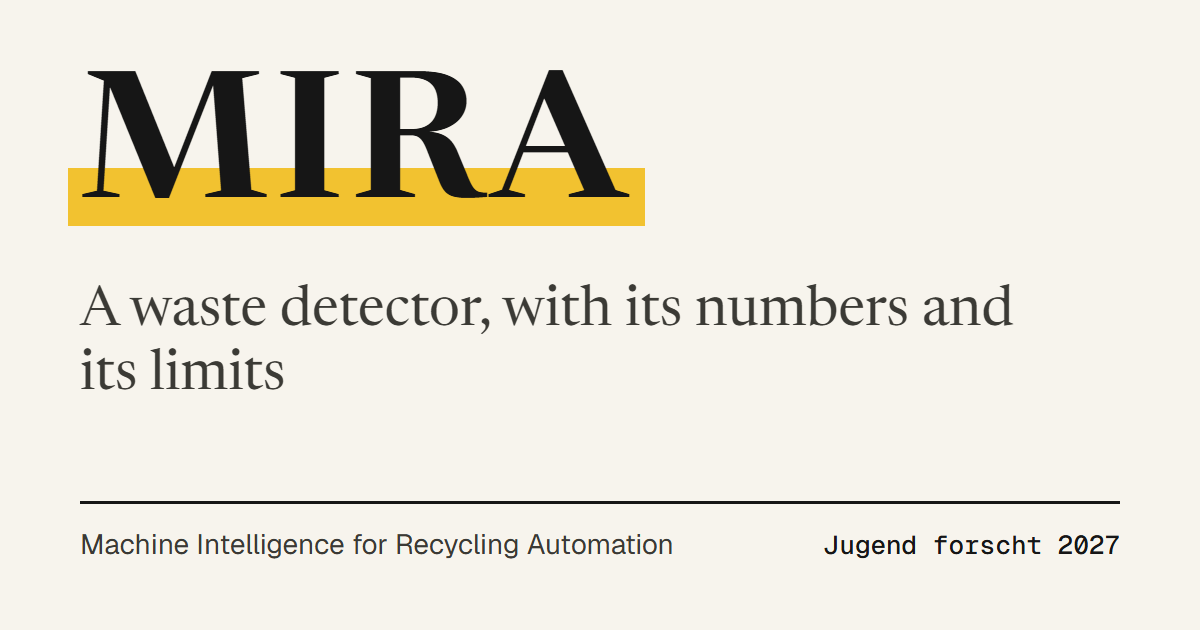 MIRA
A waste detector, with its numbers and
its limits
Machine Intelligence for Recycling Automation
Jugend forscht 2027